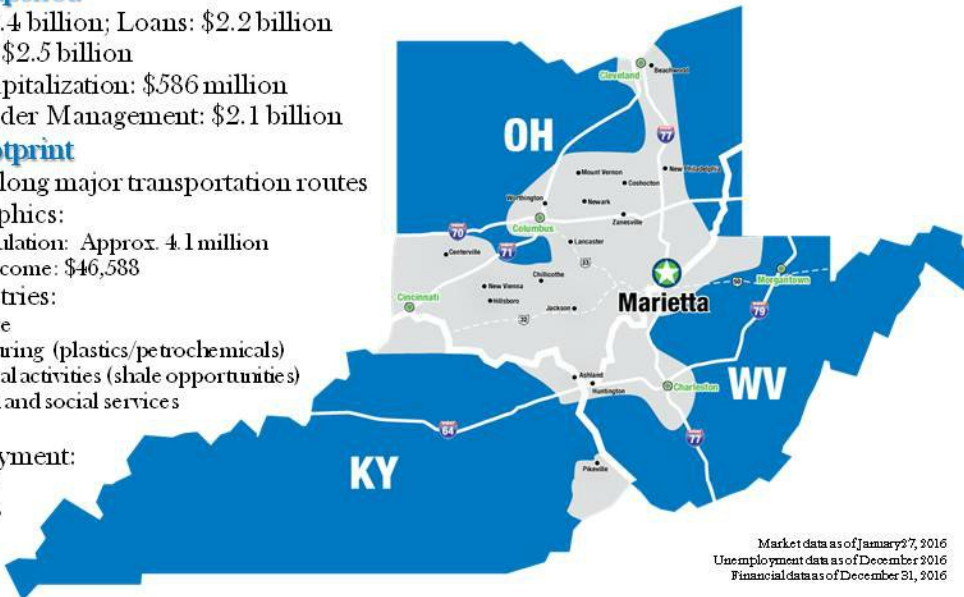 .4 billion; Loans: $2.2 billion
$2.5 billion
pitalization: $586 million
der Management: $2.1 billion
otprint
long major transportation routes
phics:
ulation: Approx. 4.1 million
come: $46,588
tries:
e
uring (plastics/petrochemicals)
al activities (shale opportunities)
and social services
yment:
OH
KY
WV
Cleveland
Beachwood
77
Mount Vernon
New Philadelphia
Coshocton
Worthington
Newark
Zanesville
Columbus
70
71
Lancaster
Centerville
33
Chillicothe
New Vienna
Hillsboro
Jackson
Cincinnati
32
Marietta
50
Morgantown
79
Ashland
Huntington
Charleston
64
77
Pikeville
Market data as of January 27, 2016
Unemployment data as of December 2016
Financial data as of December 31, 2016